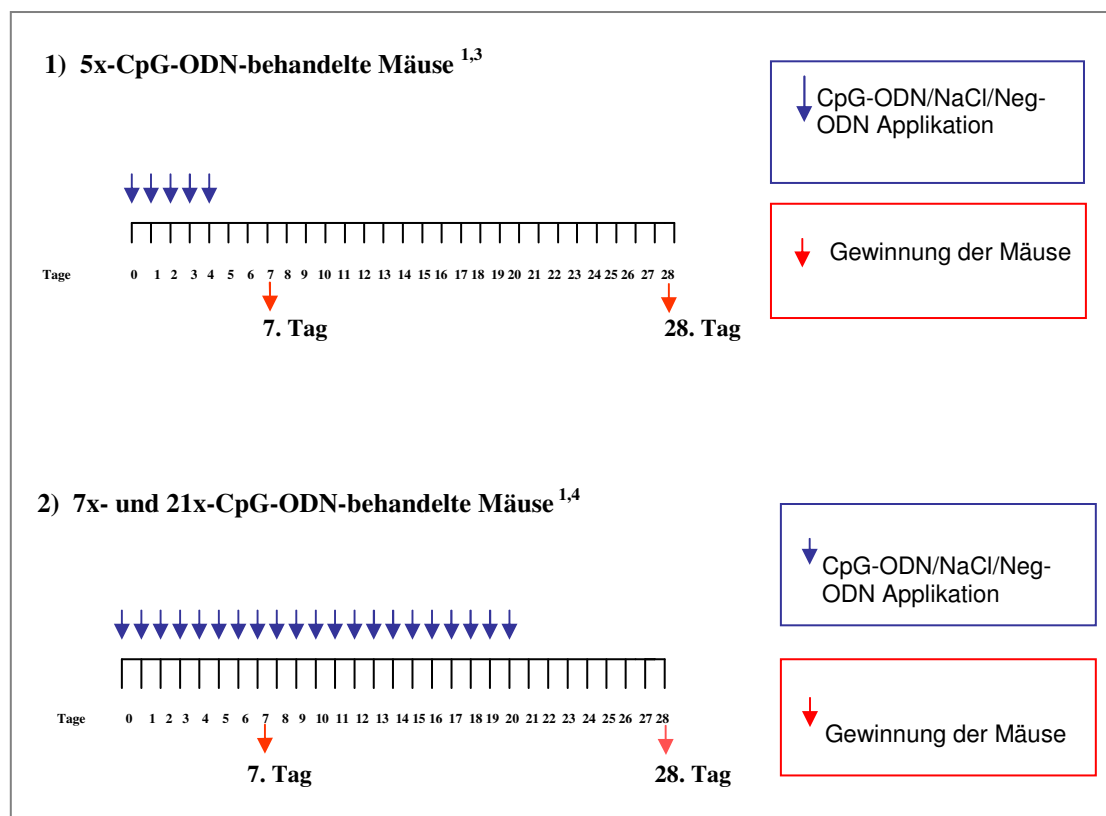 1) 5x-CpG-ODN-behandelte Mäuse 1,3
CpG-ODN/NaCl/Neg-
ODN Applikation
Gewinnung der Mäuse
Tage 0 1 2 3 4 5 6 7 8 9 10 11 12 13 14 15 16 17 18 19 20 21 22 23 24 25 26 27 28
7. Tag 28. Tag
2) 7x- und 21x-CpG-ODN-behandelte Mäuse 1,4
CpG-ODN/NaCl/Neg-
ODN Applikation
Tage 0 1 2 3 4 5 6 7 8 9 10 11 12 13 14 15 16 17 18 19 20 21 22 23 24 25 26 27 28
Gewinnung der Mäuse
7. Tag 28. Tag